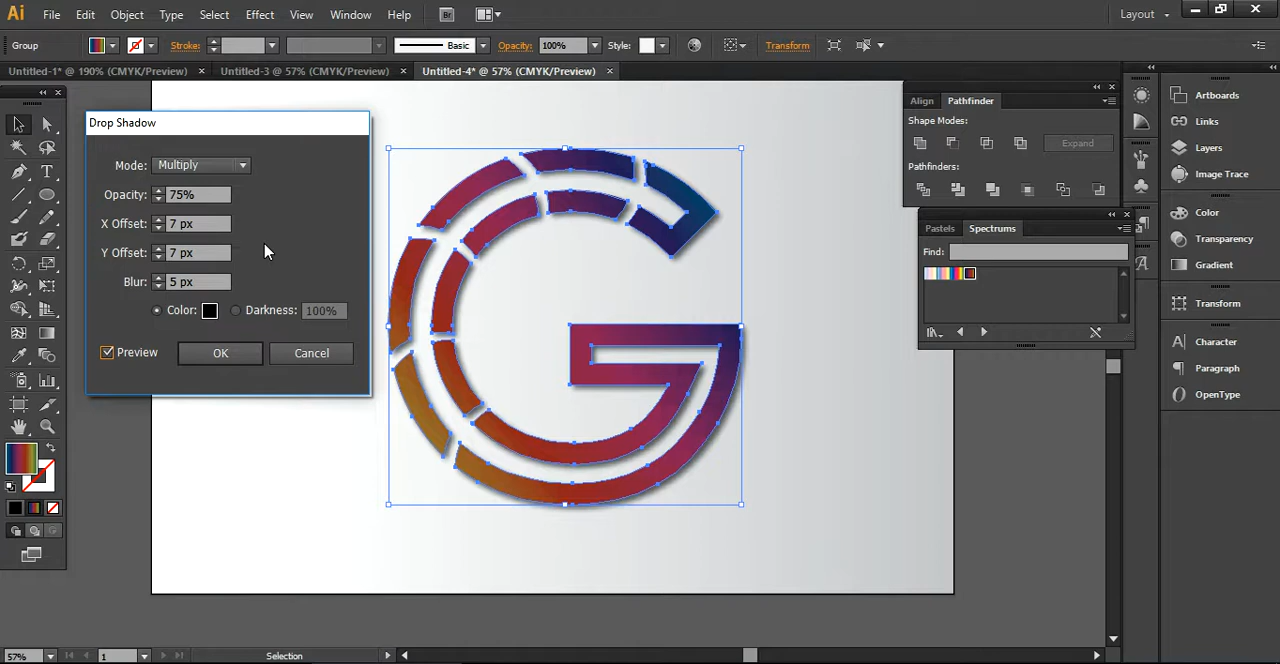 Ai File Edit Object Type Select Effect View Window Help Br Layout
Group Stroke: Basic Opacity: 100% Style: Transform
Untitled-1* @ 190% (CMYK/Preview) × Untitled-3 @ 57% (CMYK/Preview) × Untitled-4* @ 57% (CMYK/Preview) ×
Drop Shadow
Mode: Multiply
Opacity: 75%
X Offset: 7 px
Y Offset: 7 px
Blur: 5 px
Color: Darkness: 100%
Preview OK Cancel
G
Align Pathfinder
Shape Modes:
Expand
Pathfinders:
Pastels Spectrums
Find:
Artboards
Links
Layers
Image Trace
Color
Transparency
Gradient
Transform
Character
Paragraph
OpenType
57% 1 Selection